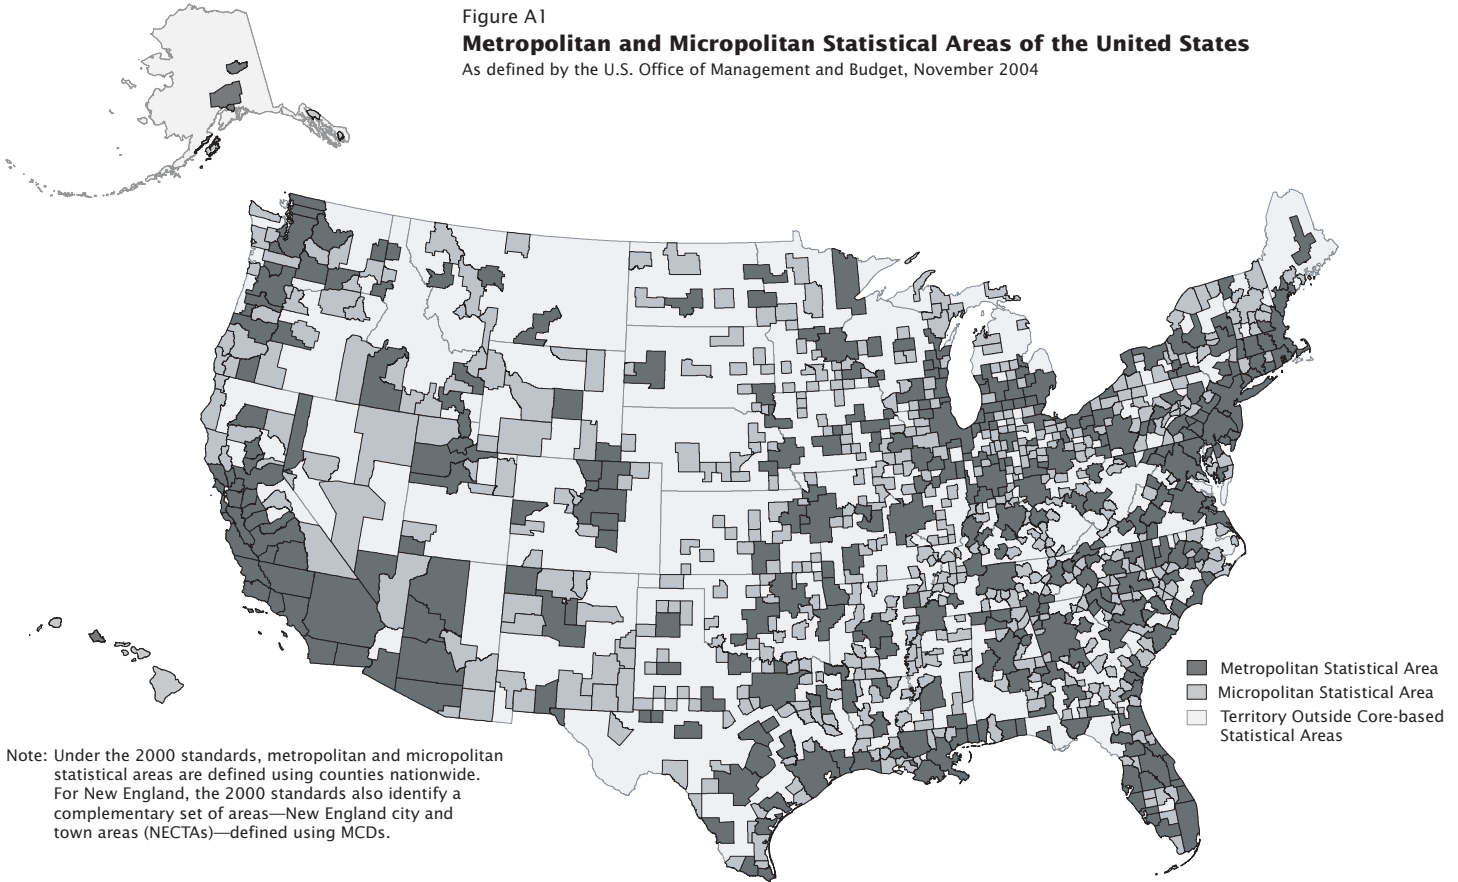 Figure A1
Metropolitan and Micropolitan Statistical Areas of the United States
As defined by the U.S. Office of Management and Budget, November 2004
Metropolitan Statistical Area
Micropolitan Statistical Area
Territory Outside Core-based
Statistical Areas
Note: Under the 2000 standards, metropolitan and micropolitan
statistical areas are defined using counties nationwide.
For New England, the 2000 standards also identify a
complementary set of areas—New England city and
town areas (NECTAs)—defined using MCDs.